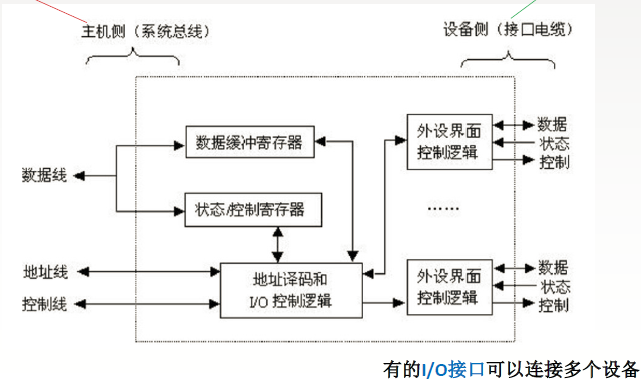 主机侧（系统总线）
设备侧（接口电缆）
数据缓冲寄存器
外设界面
控制逻辑
数据
状态
控制
数据线
状态/控制寄存器
……
地址线
控制线
地址译码和
I/O 控制逻辑
外设界面
控制逻辑
数据
状态
控制
有的I/O接口可以连接多个设备